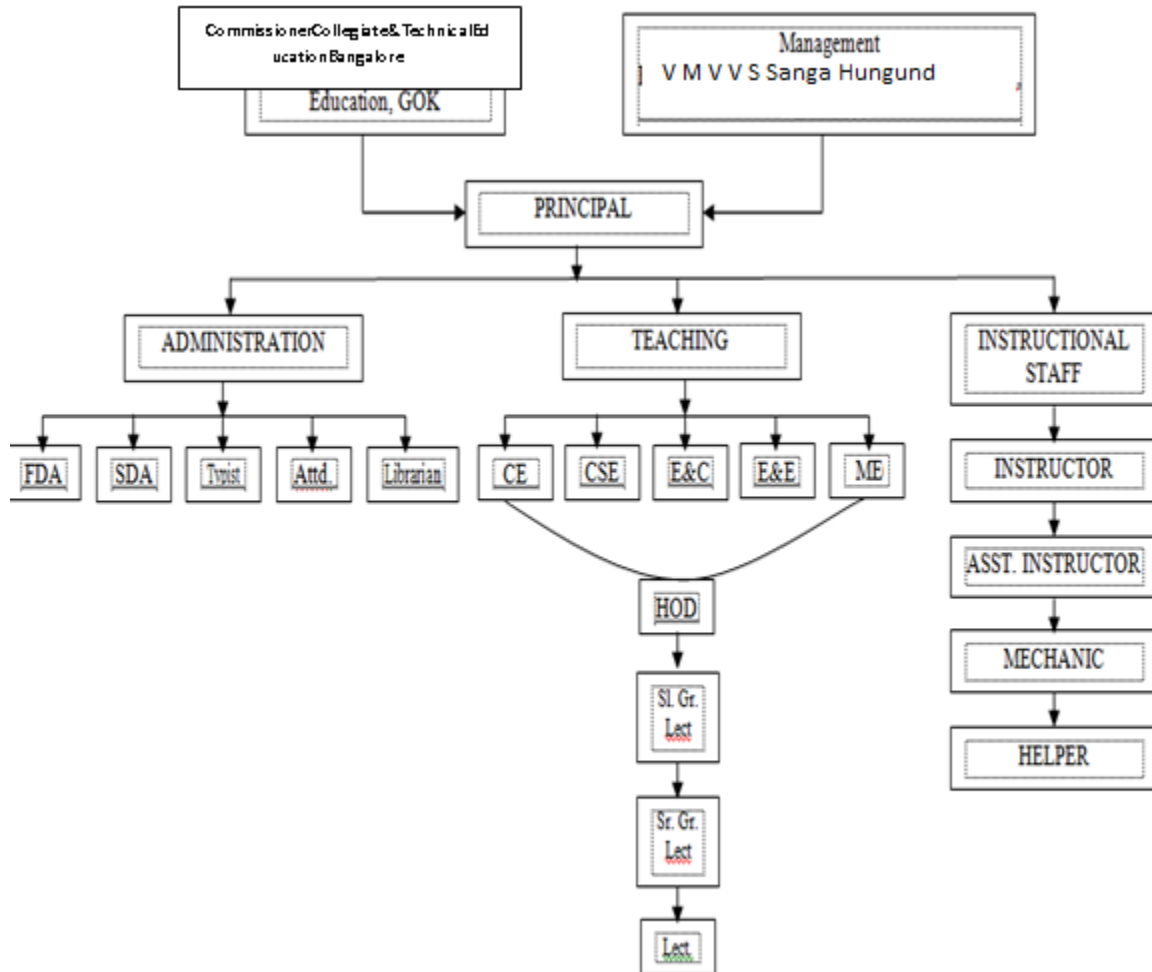 CommissionerCollegiate&TechnicalEd
ucationBangalore
Education, GOK
Management
V M V V S Sanga Hungund
PRINCIPAL
ADMINISTRATION
TEACHING
INSTRUCTIONAL
STAFF
FDA
SDA
Typist
Attd.
Librarian
CE
CSE
E&C
E&E
ME
INSTRUCTOR
ASST. INSTRUCTOR
MECHANIC
HELPER
HOD
Sl. Gr.
Lect
Sr. Gr.
Lect
Lect.